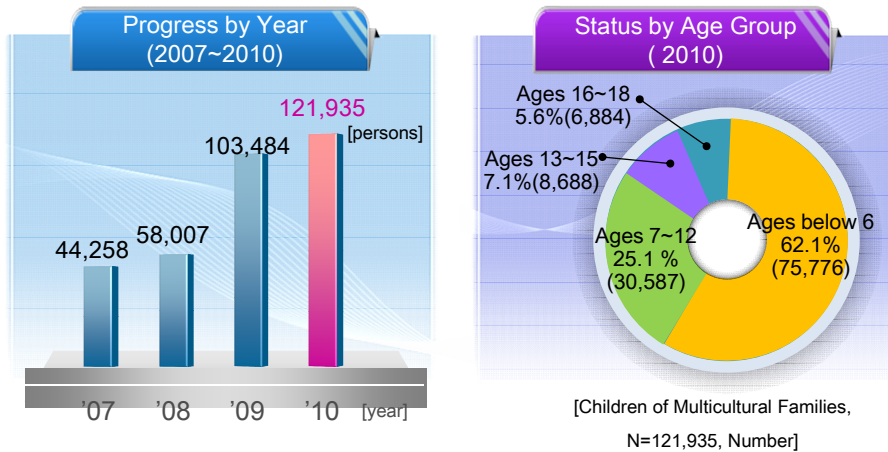 Progress by Year
(2007~2010)
121,935
[persons]
103,484
58,007
44,258
’07
’08
’09
’10
[year]
Status by Age Group
( 2010)
Ages 16~18
5.6%(6,884)
Ages 13~15
7.1%(8,688)
Ages 7~12
25.1 %
(30,587)
Ages below 6
62.1%
(75,776)
[Children of Multicultural Families,
N=121,935, Number]